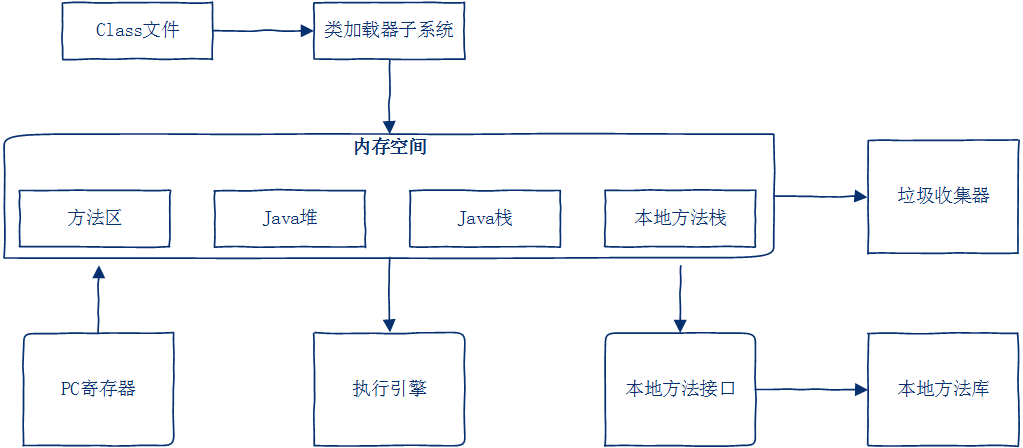 Class文件
类加载器子系统
内存空间
方法区
Java堆
Java栈
本地方法栈
垃圾收集器
PC寄存器
执行引擎
本地方法接口
本地方法库